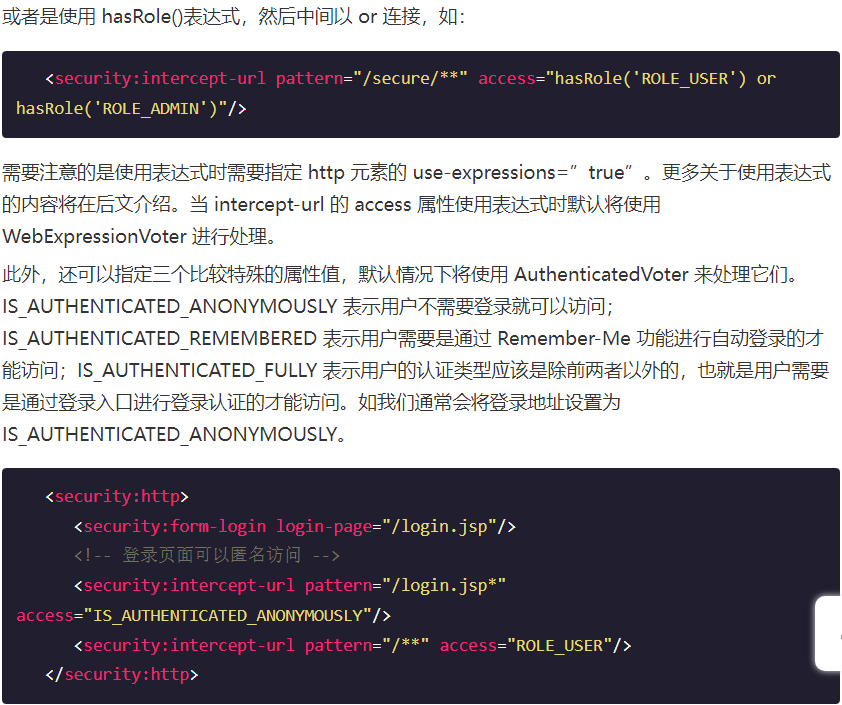 或者是使用 hasRole()表达式，然后中间以 or 连接，如：
<security:intercept-url pattern="/secure/**" access="hasRole('ROLE_USER') or
hasRole('ROLE_ADMIN')"/>
需要注意的是使用表达式时需要指定 http 元素的 use-expressions=”true”。更多关于使用表达式
的内容将在后文介绍。当 intercept-url 的 access 属性使用表达式时默认将使用
WebExpressionVoter 进行处理。
此外，还可以指定三个比较特殊的属性值，默认情况下将使用 AuthenticatedVoter 来处理它们。
IS_AUTHENTICATED_ANONYMOUSLY 表示用户不需要登录就可以访问；
IS_AUTHENTICATED_REMEMBERED 表示用户需要是通过 Remember-Me 功能进行自动登录的才
能访问；IS_AUTHENTICATED_FULLY 表示用户的认证类型应该是除前两者以外的，也就是用户需要
是通过登录入口进行登录认证的才能访问。如我们通常会将登录地址设置为
IS_AUTHENTICATED_ANONYMOUSLY。
<security:http>
<security:form-login login-page="/login.jsp"/>
<!-- 登录页面可以匿名访问 -->
<security:intercept-url pattern="/login.jsp*"
access="IS_AUTHENTICATED_ANONYMOUSLY"/>
<security:intercept-url pattern="/**" access="ROLE_USER"/>
</security:http>